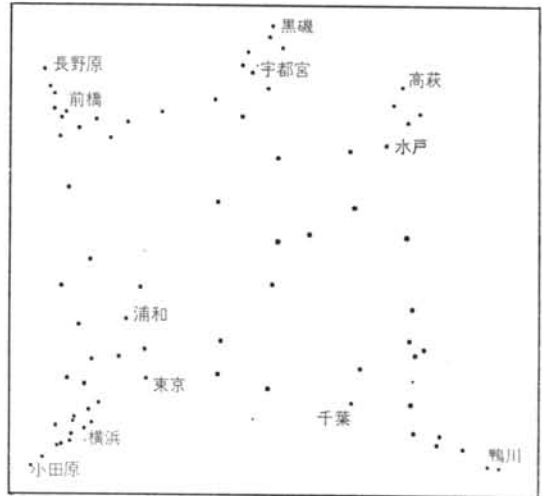 黒磯
長野原
宇都宮
前橋
高萩
水戸
浦和
東京
千葉
横浜
鴨川
小田原